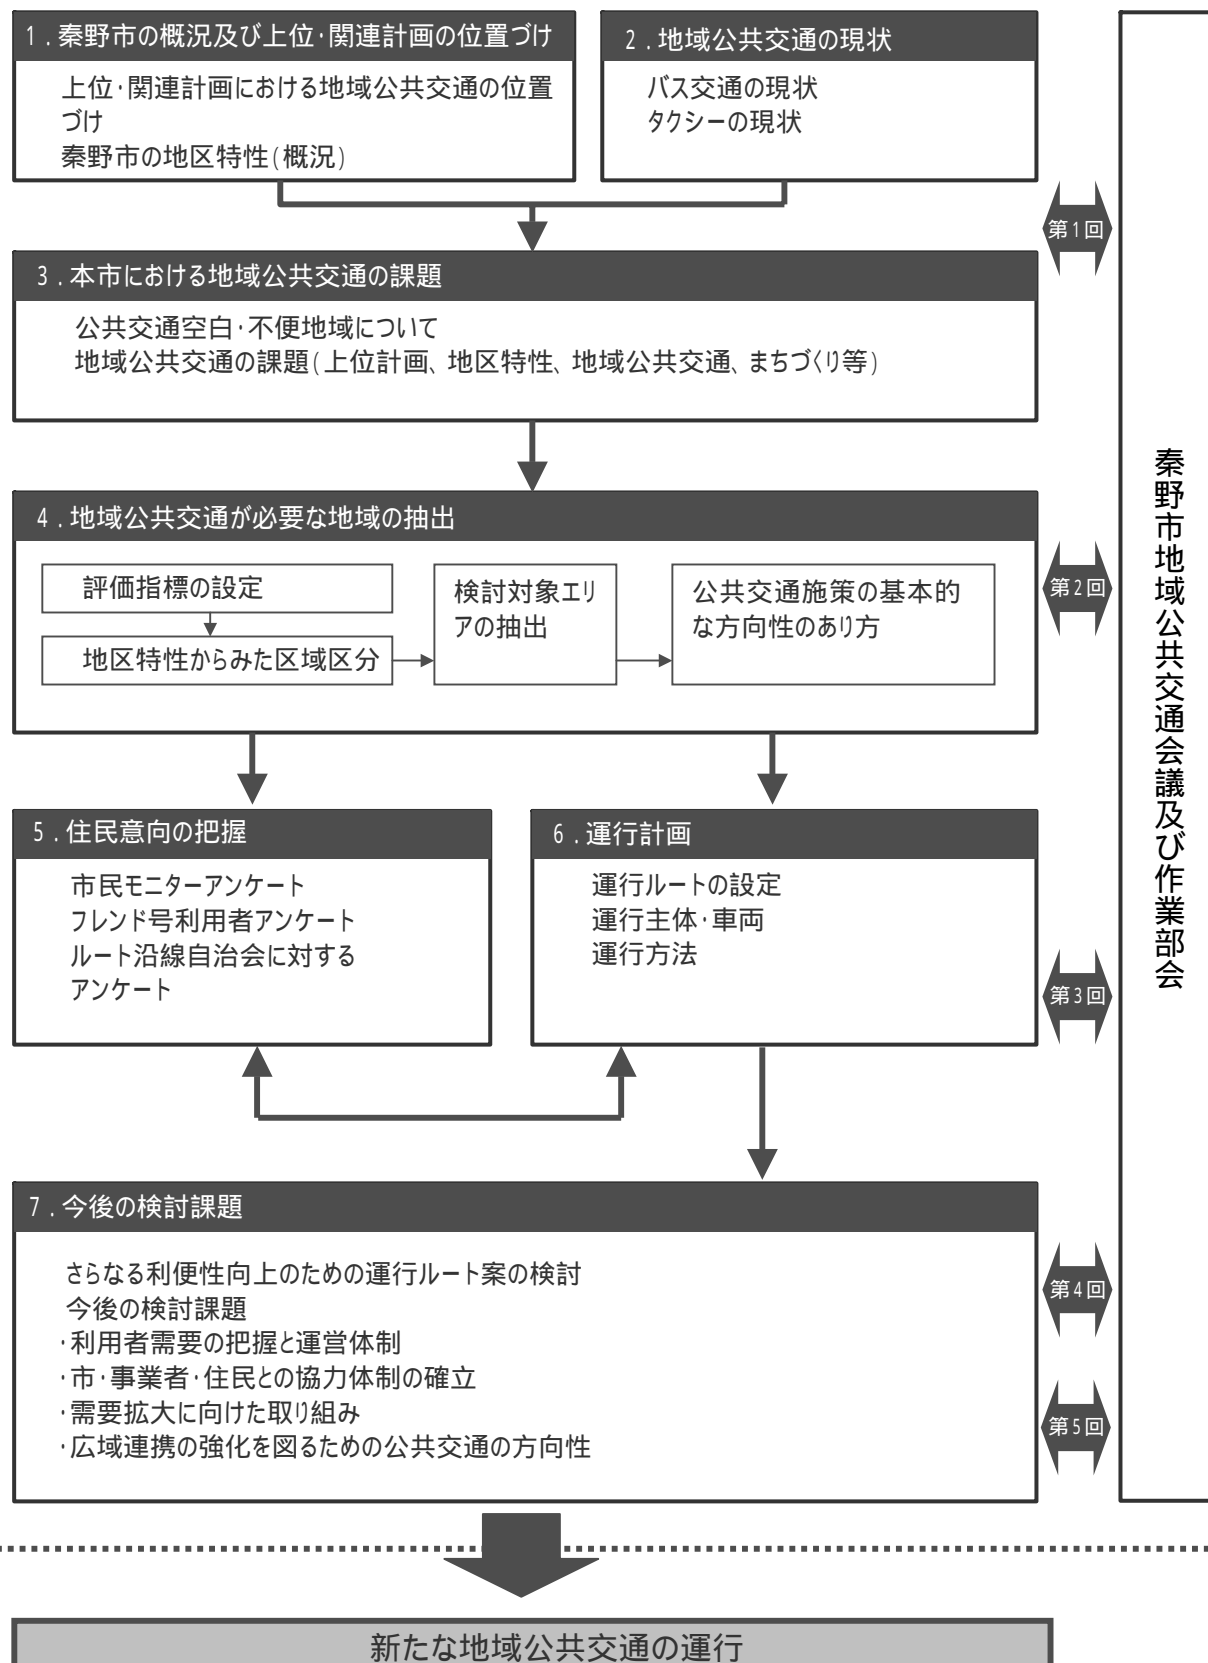 1．秦野市の概況及び上位・関連計画の位置づけ
上位・関連計画における地域公共交通の位置
づけ
秦野市の地区特性（概況）
2．地域公共交通の現状
バス交通の現状
タクシーの現状
第1回
3．本市における地域公共交通の課題
公共交通空白・不便地域について
地域公共交通の課題（上位計画、地区特性、地域公共交通、まちづくり等）
4．地域公共交通が必要な地域の抽出
評価指標の設定
地区特性からみた区域区分
検討対象エリ
アの抽出
公共交通施策の基本的
な方向性のあり方
第2回
5．住民意向の把握
市民モニターアンケート
フレンド号利用者アンケート
ルート沿線自治会に対する
アンケート
6．運行計画
運行ルートの設定
運行主体・車両
運行方法
第3回
7．今後の検討課題
さらなる利便性向上のための運行ルート案の検討
今後の検討課題
・利用者需要の把握と運営体制
・市・事業者・住民との協力体制の確立
・需要拡大に向けた取り組み
・広域連携の強化を図るための公共交通の方向性
第4回
第5回
秦野市地域公共交通会議及び作業部会
新たな地域公共交通の運行